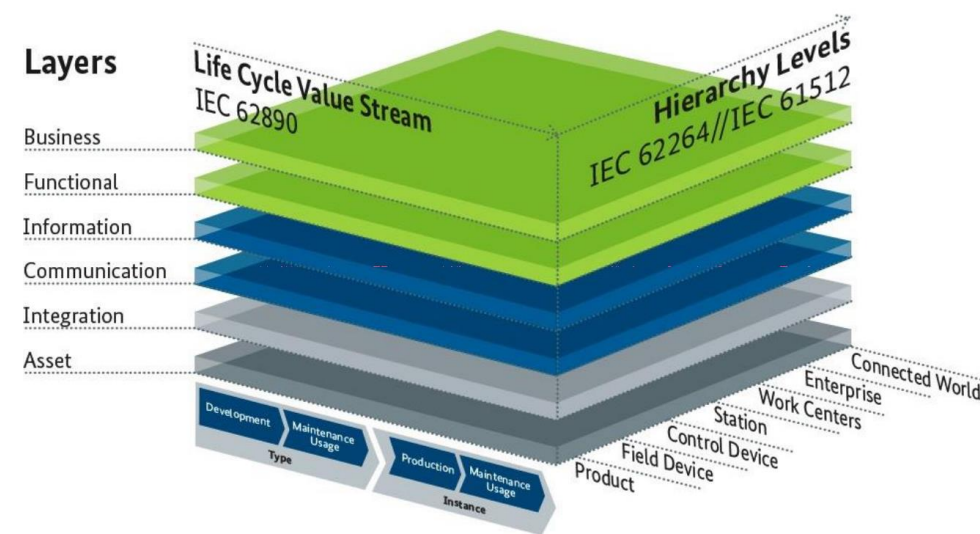 Layers
Life Cycle Value Stream
IEC 62890
Hierarchy Levels
IEC 62264//IEC 61512
Business
Functional
Information
Communication
Integration
Asset
Development
Maintenance
Usage
Type
Production
Maintenance
Usage
Instance
Connected World
Enterprise
Work Centers
Station
Control Device
Field Device
Product